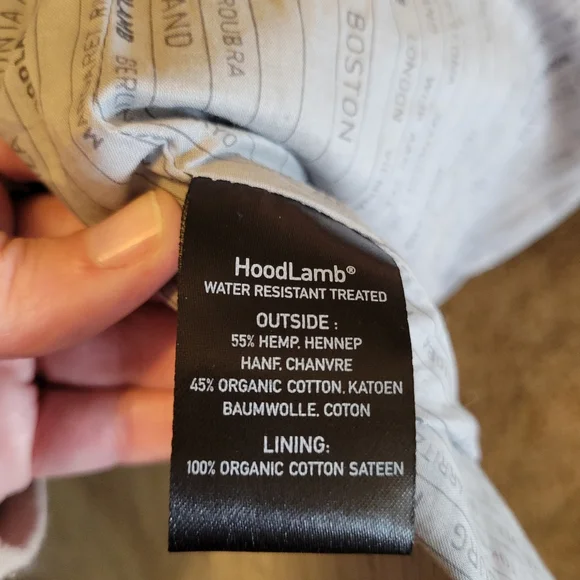 BOSTON
LONDON
HoodLamb®
WATER RESISTANT TREATED
OUTSIDE :
55% HEMP, HENNEP
HANF, CHANVRE
45% ORGANIC COTTON, KATOEN
BAUMWOLLE, COTON
LINING:
100% ORGANIC COTTON SATEEN